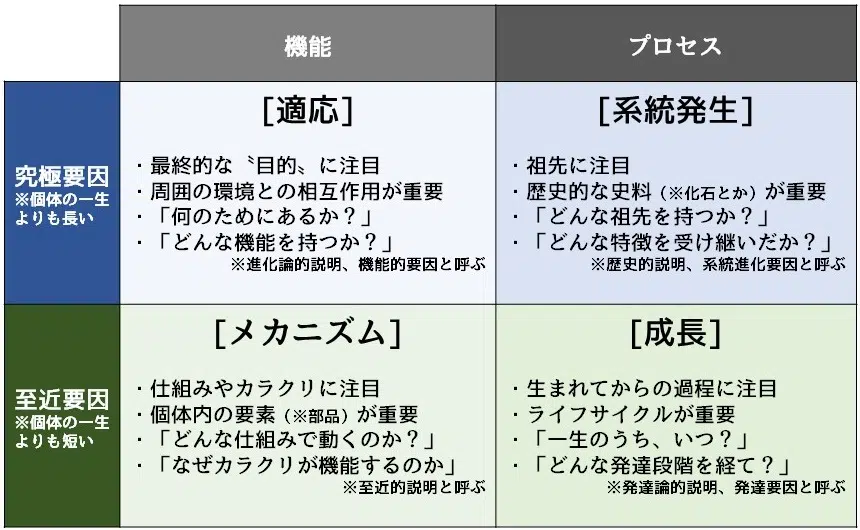 機能
プロセス
究極要因
※個体の一生
よりも長い
[適応]
・最終的な〝目的〟に注目
・周囲の環境との相互作用が重要
・「何のためにあるか？」
・「どんな機能を持つか？」
※進化論的説明、機能的要因と呼ぶ
[系統発生]
・祖先に注目
・歴史的な史料（※化石とか）が重要
・「どんな祖先を持つか？」
・「どんな特徴を受け継いだか？」
※歴史的説明、系統進化要因と呼ぶ
至近要因
※個体の一生
よりも短い
[メカニズム]
・仕組みやカラクリに注目
・個体内の要素（※部品）が重要
・「どんな仕組みで動くのか？」
・「なぜカラクリが機能するのか」
※至近的説明と呼ぶ
[成長]
・生まれてからの過程に注目
・ライフサイクルが重要
・「一生のうち、いつ？」
・「どんな発達段階を経て？」
※発達論的説明、発達要因と呼ぶ